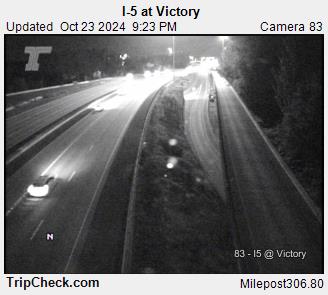 I-5 at Victory
Updated Oct 23 2024 9:23 PM Camera 83
T
N
83 - I5 @ Victory
TripCheck.com Milepost306.80